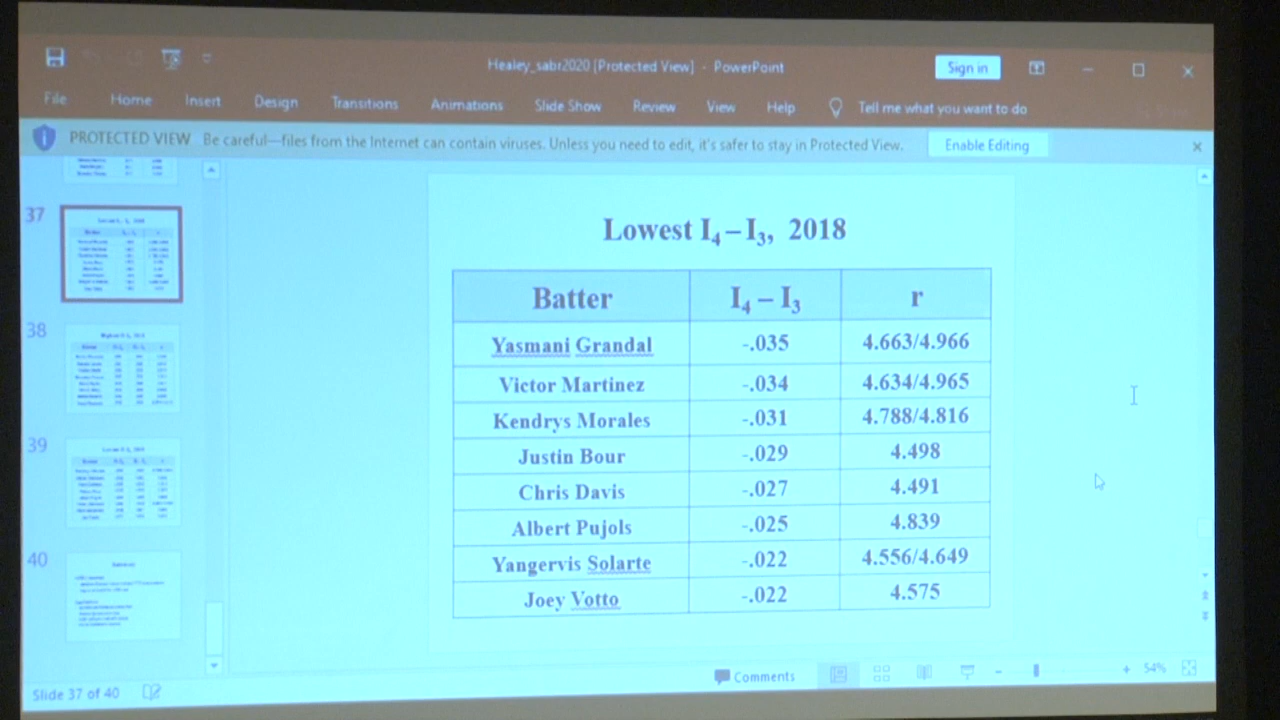 Healey_sabr2020 [Protected View] - PowerPoint
Sign in
File Home Insert Design Transitions Animations Slide Show Review View Help Tell me what you want to do
PROTECTED VIEW Be careful—files from the Internet can contain viruses. Unless you need to edit, it's safer to stay in Protected View. Enable Editing
37
38
39
40
Lowest I₄ – I₃, 2018
Batter I₄ – I₃ r
Yasmani Grandal -.035 4.663/4.966
Victor Martinez -.034 4.634/4.965
Kendrys Morales -.031 4.788/4.816
Justin Bour -.029 4.498
Chris Davis -.027 4.491
Albert Pujols -.025 4.839
Yangervis Solarte -.022 4.556/4.649
Joey Votto -.022 4.575
Comments
54%
Slide 37 of 40